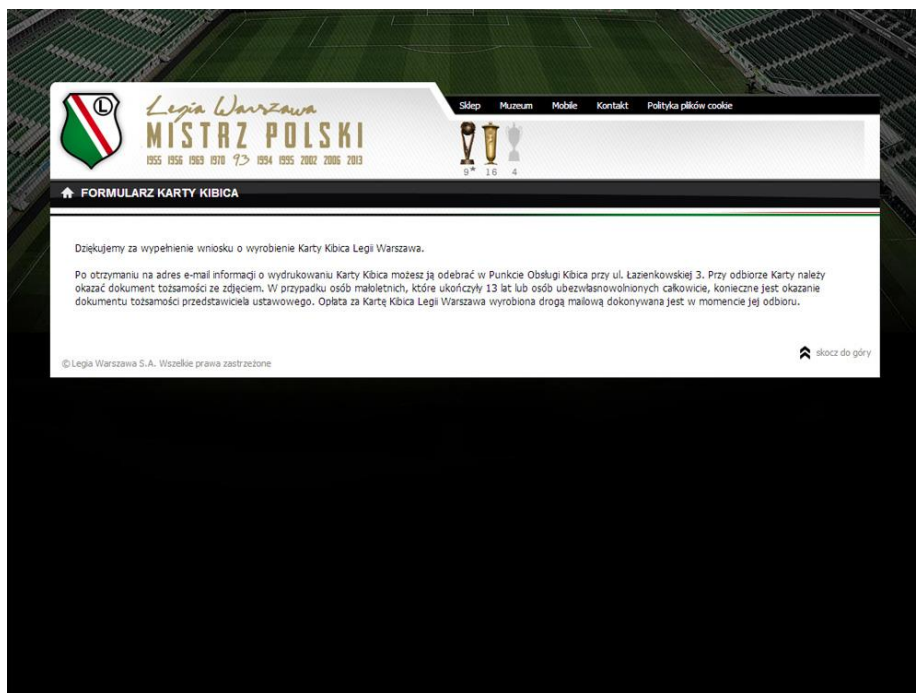 L
Legia Warszawa
MISTRZ POLSKI
1955 1956 1969 1970 93 1994 1995 2002 2006 2013
Sklep Muzeum Mobile Kontakt Polityka plików cookie
9* 16 4
FORMULARZ KARTY KIBICA
Dziękujemy za wypełnienie wniosku o wyrobienie Karty Kibica Legii Warszawa.
Po otrzymaniu na adres e-mail informacji o wydrukowaniu Karty Kibica możesz ją odebrać w Punkcie Obsługi Kibica przy ul. Łazienkowskiej 3. Przy odbiorze Karty należy
okazać dokument tożsamości ze zdjęciem. W przypadku osób małoletnich, które ukończyły 13 lat lub osób ubezwłasnowolnionych całkowicie, konieczne jest okazanie
dokumentu tożsamości przedstawiciela ustawowego. Opłata za Kartę Kibica Legii Warszawa wyrobiona drogą mailową dokonywana jest w momencie jej odbioru.
skocz do góry
© Legia Warszawa S.A. Wszelkie prawa zastrzeżone